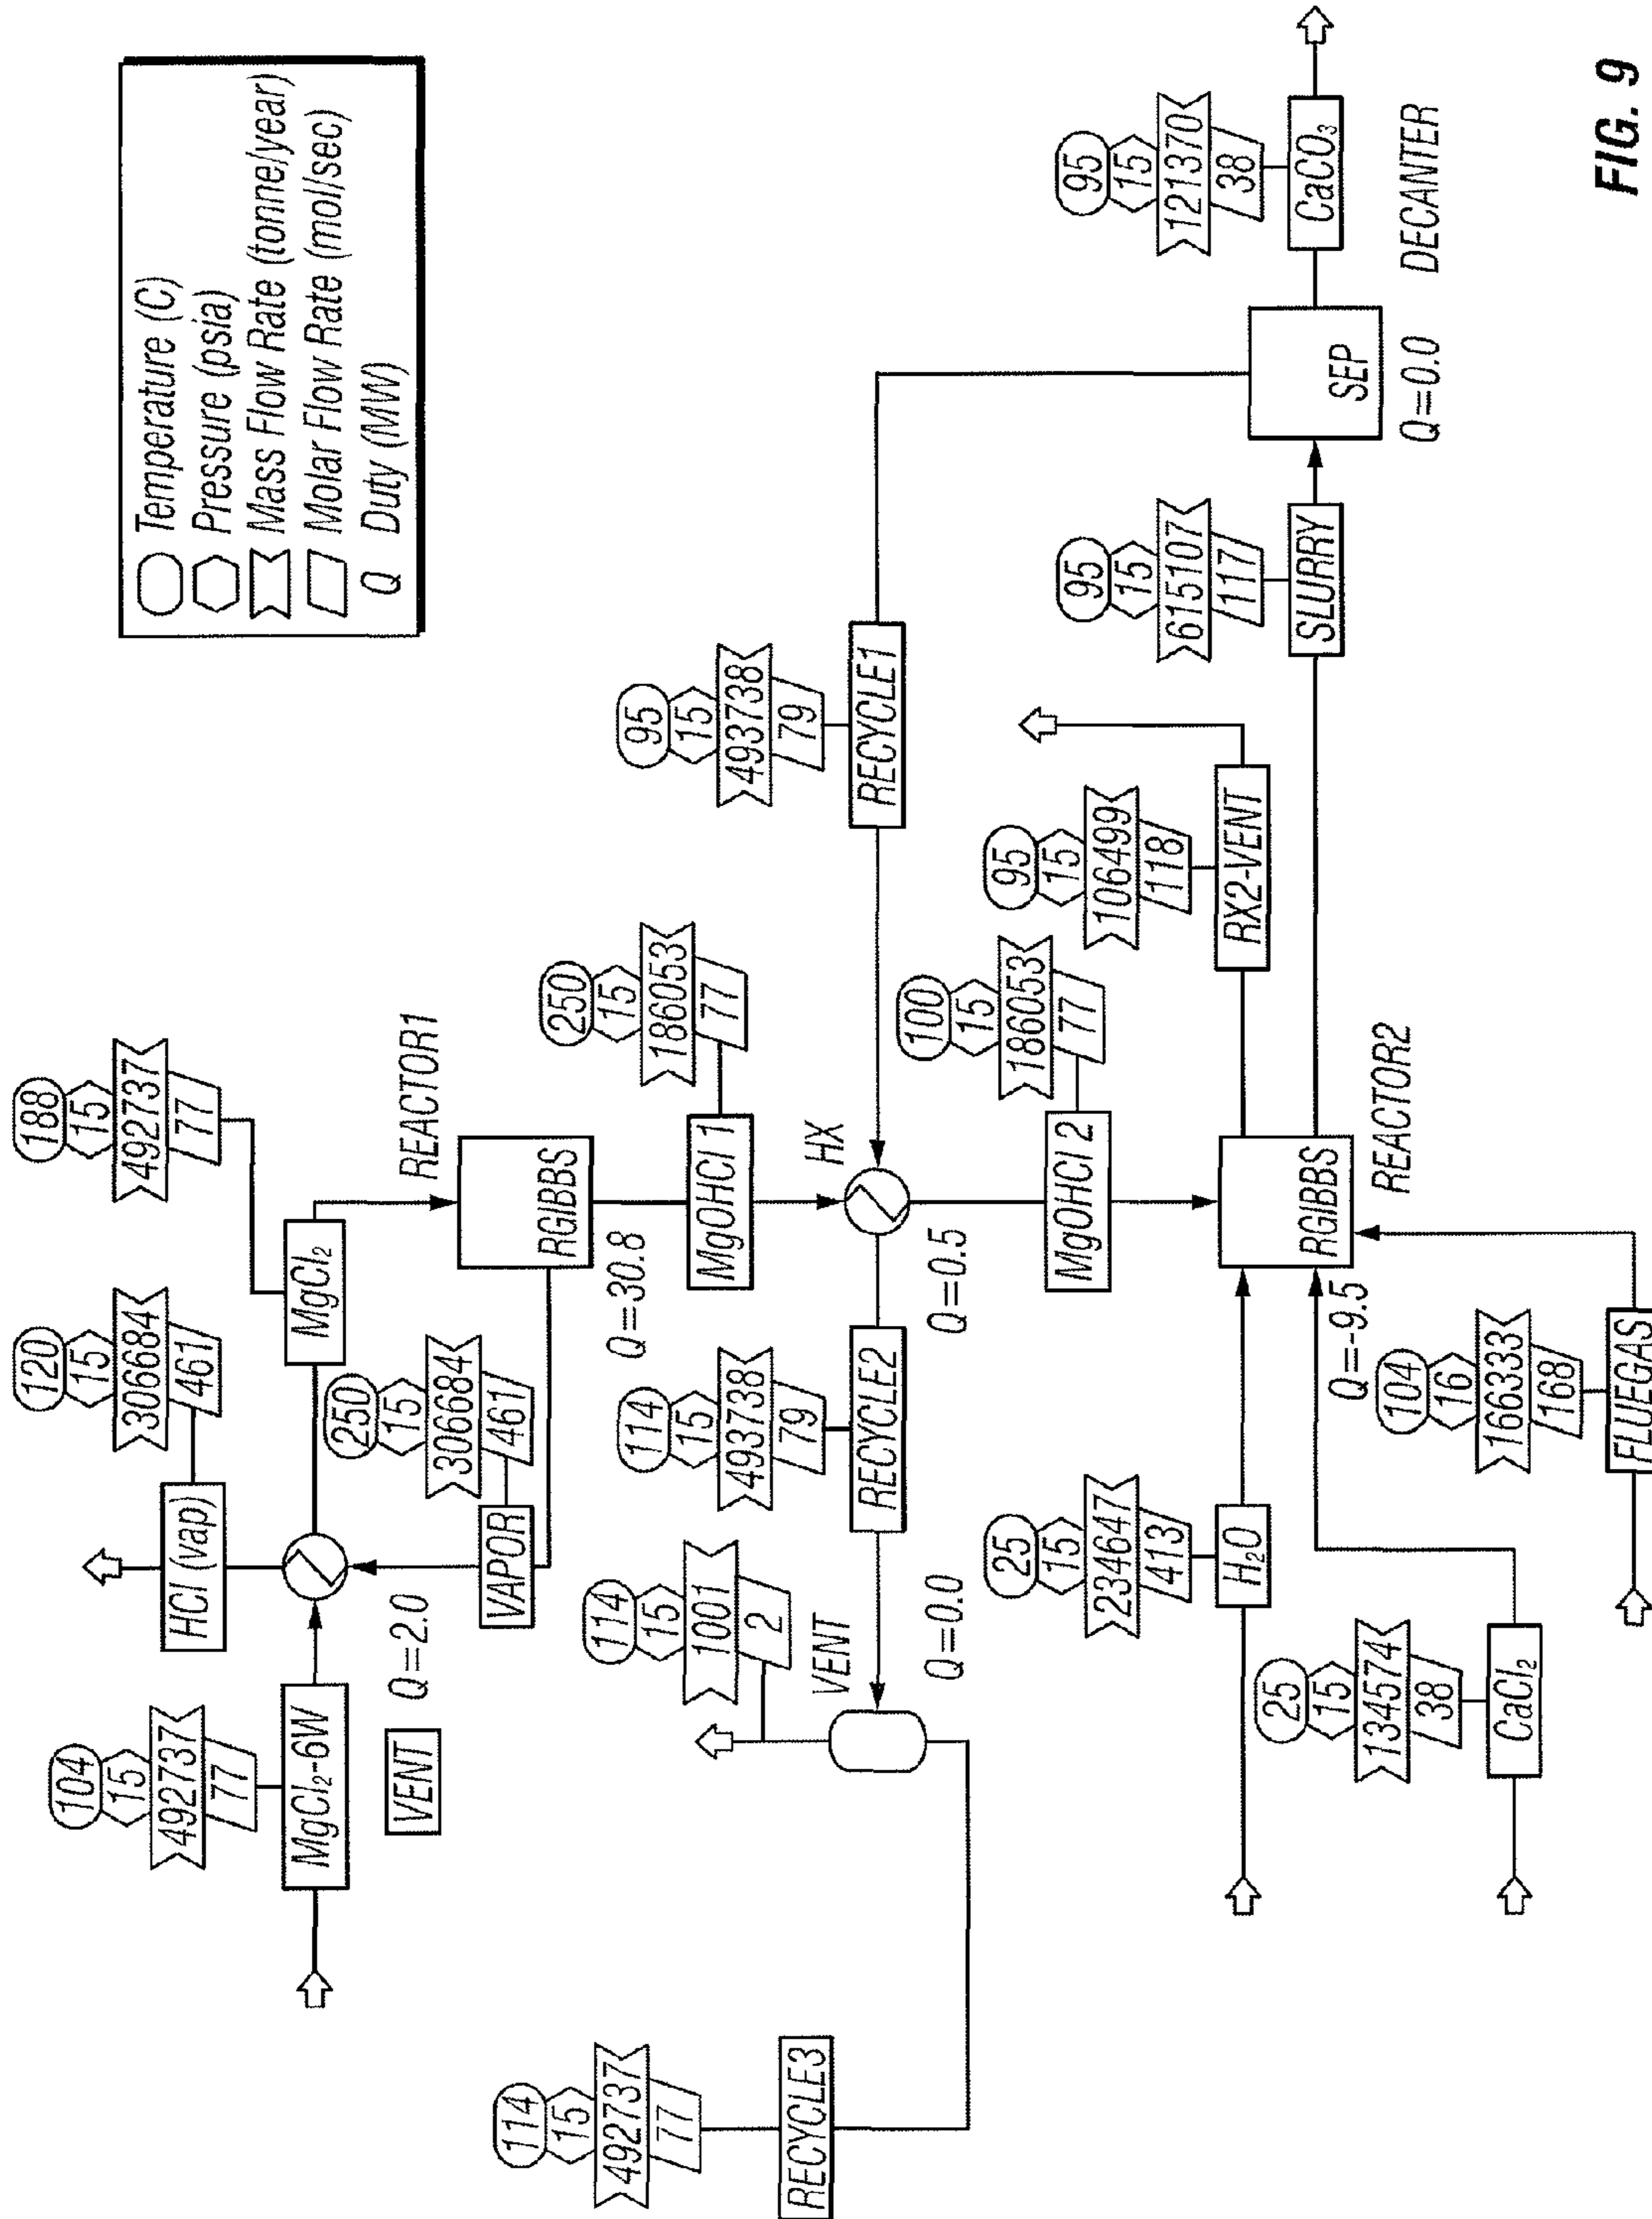 Temperature (C)
Pressure (psia)
Mass Flow Rate (tonne/year)
Molar Flow Rate (mol/sec)
Q Duty (MW)
104
15
492737
77
MgCl₂-6W
VENT
Q=2.0
120
15
306684
461
HCl (vap)
188
15
492737
77
MgCl₂
REACTOR1
RGIBBS
Q=30.8
250
15
306684
461
VAPOR
250
15
186053
77
MgOHCl 1
HX
Q=0.5
95
15
493738
79
RECYCLE1
114
15
493738
79
RECYCLE2
114
15
1001
2
VENT
Q=0.0
114
15
492737
77
RECYCLE3
100
15
186053
77
MgOHCl 2
95
15
106499
118
RX2-VENT
RGIBBS
REACTOR2
Q=-9.5
25
15
234647
413
H₂O
25
15
134574
38
CaCl₂
104
16
166333
168
FLUEGAS
95
15
615107
117
SLURRY
SEP
Q=0.0
DECANTER
95
15
121370
38
CaCO₃
FIG. 9